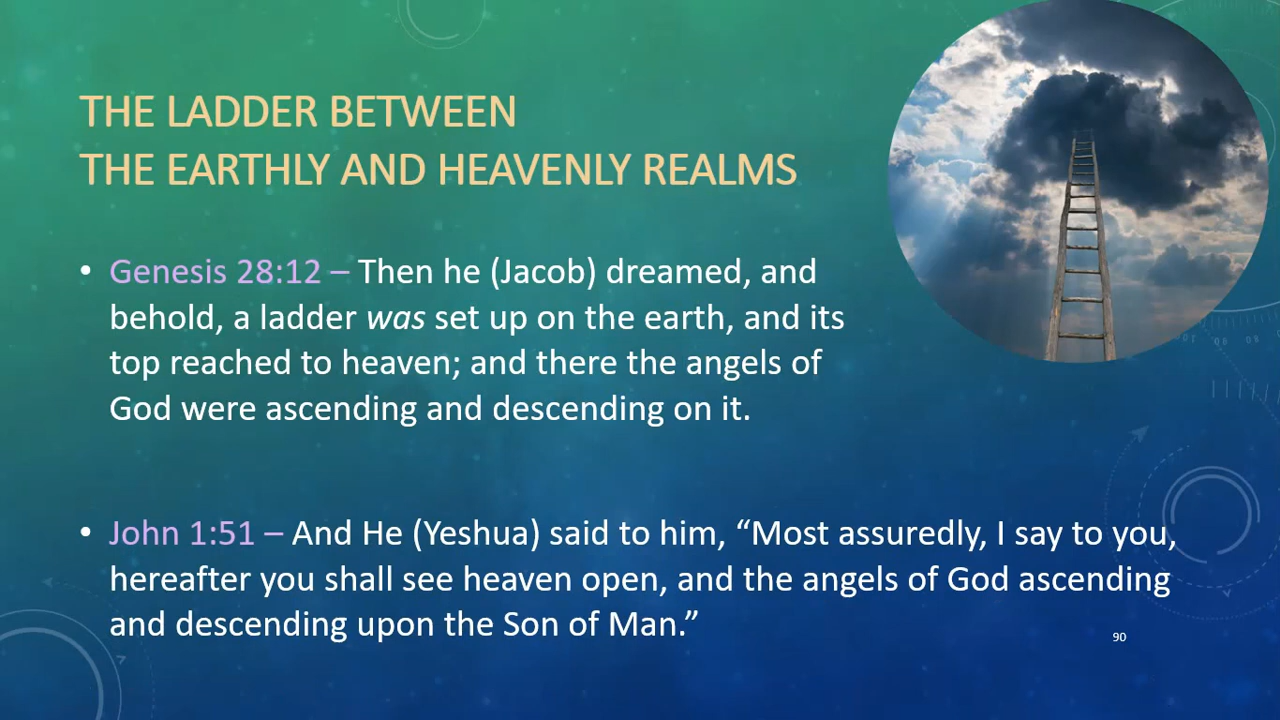 THE LADDER BETWEEN
THE EARTHLY AND HEAVENLY REALMS
• Genesis 28:12 – Then he (Jacob) dreamed, and
behold, a ladder was set up on the earth, and its
top reached to heaven; and there the angels of
God were ascending and descending on it.
• John 1:51 – And He (Yeshua) said to him, “Most assuredly, I say to you,
hereafter you shall see heaven open, and the angels of God ascending
and descending upon the Son of Man.”
90